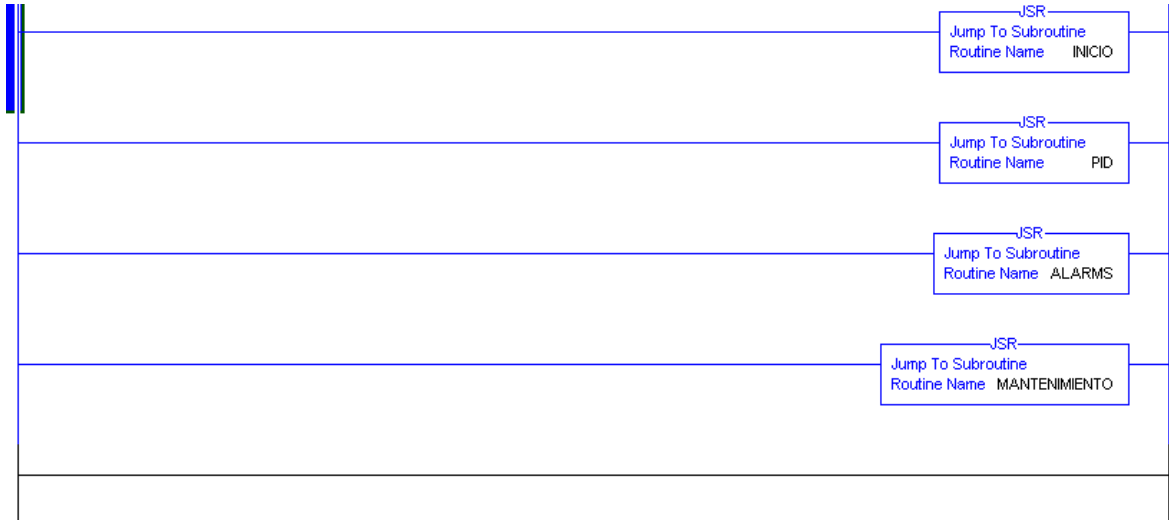 JSR
Jump To Subroutine
Routine Name INICIO
JSR
Jump To Subroutine
Routine Name PID
JSR
Jump To Subroutine
Routine Name ALARMS
JSR
Jump To Subroutine
Routine Name MANTENIMIENTO